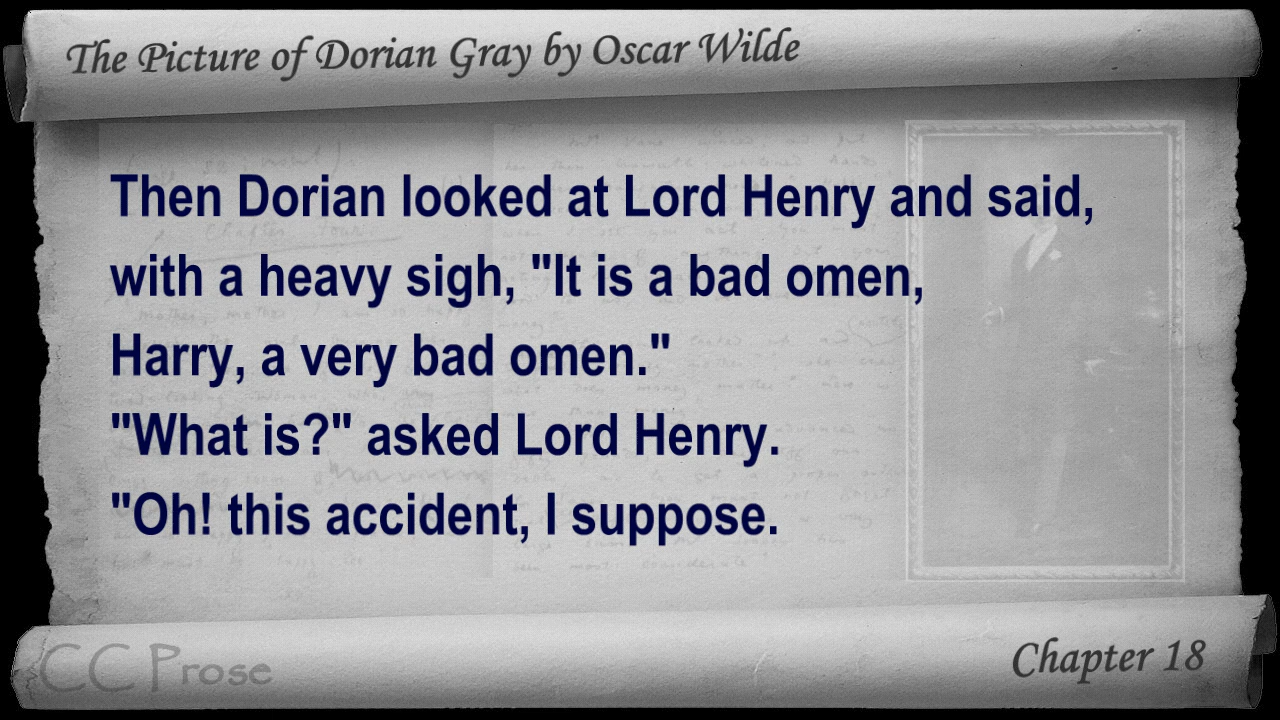 The Picture of Dorian Gray by Oscar Wilde
Then Dorian looked at Lord Henry and said,
with a heavy sigh, "It is a bad omen,
Harry, a very bad omen."
"What is?" asked Lord Henry.
"Oh! this accident, I suppose.
CC Prose
Chapter 18